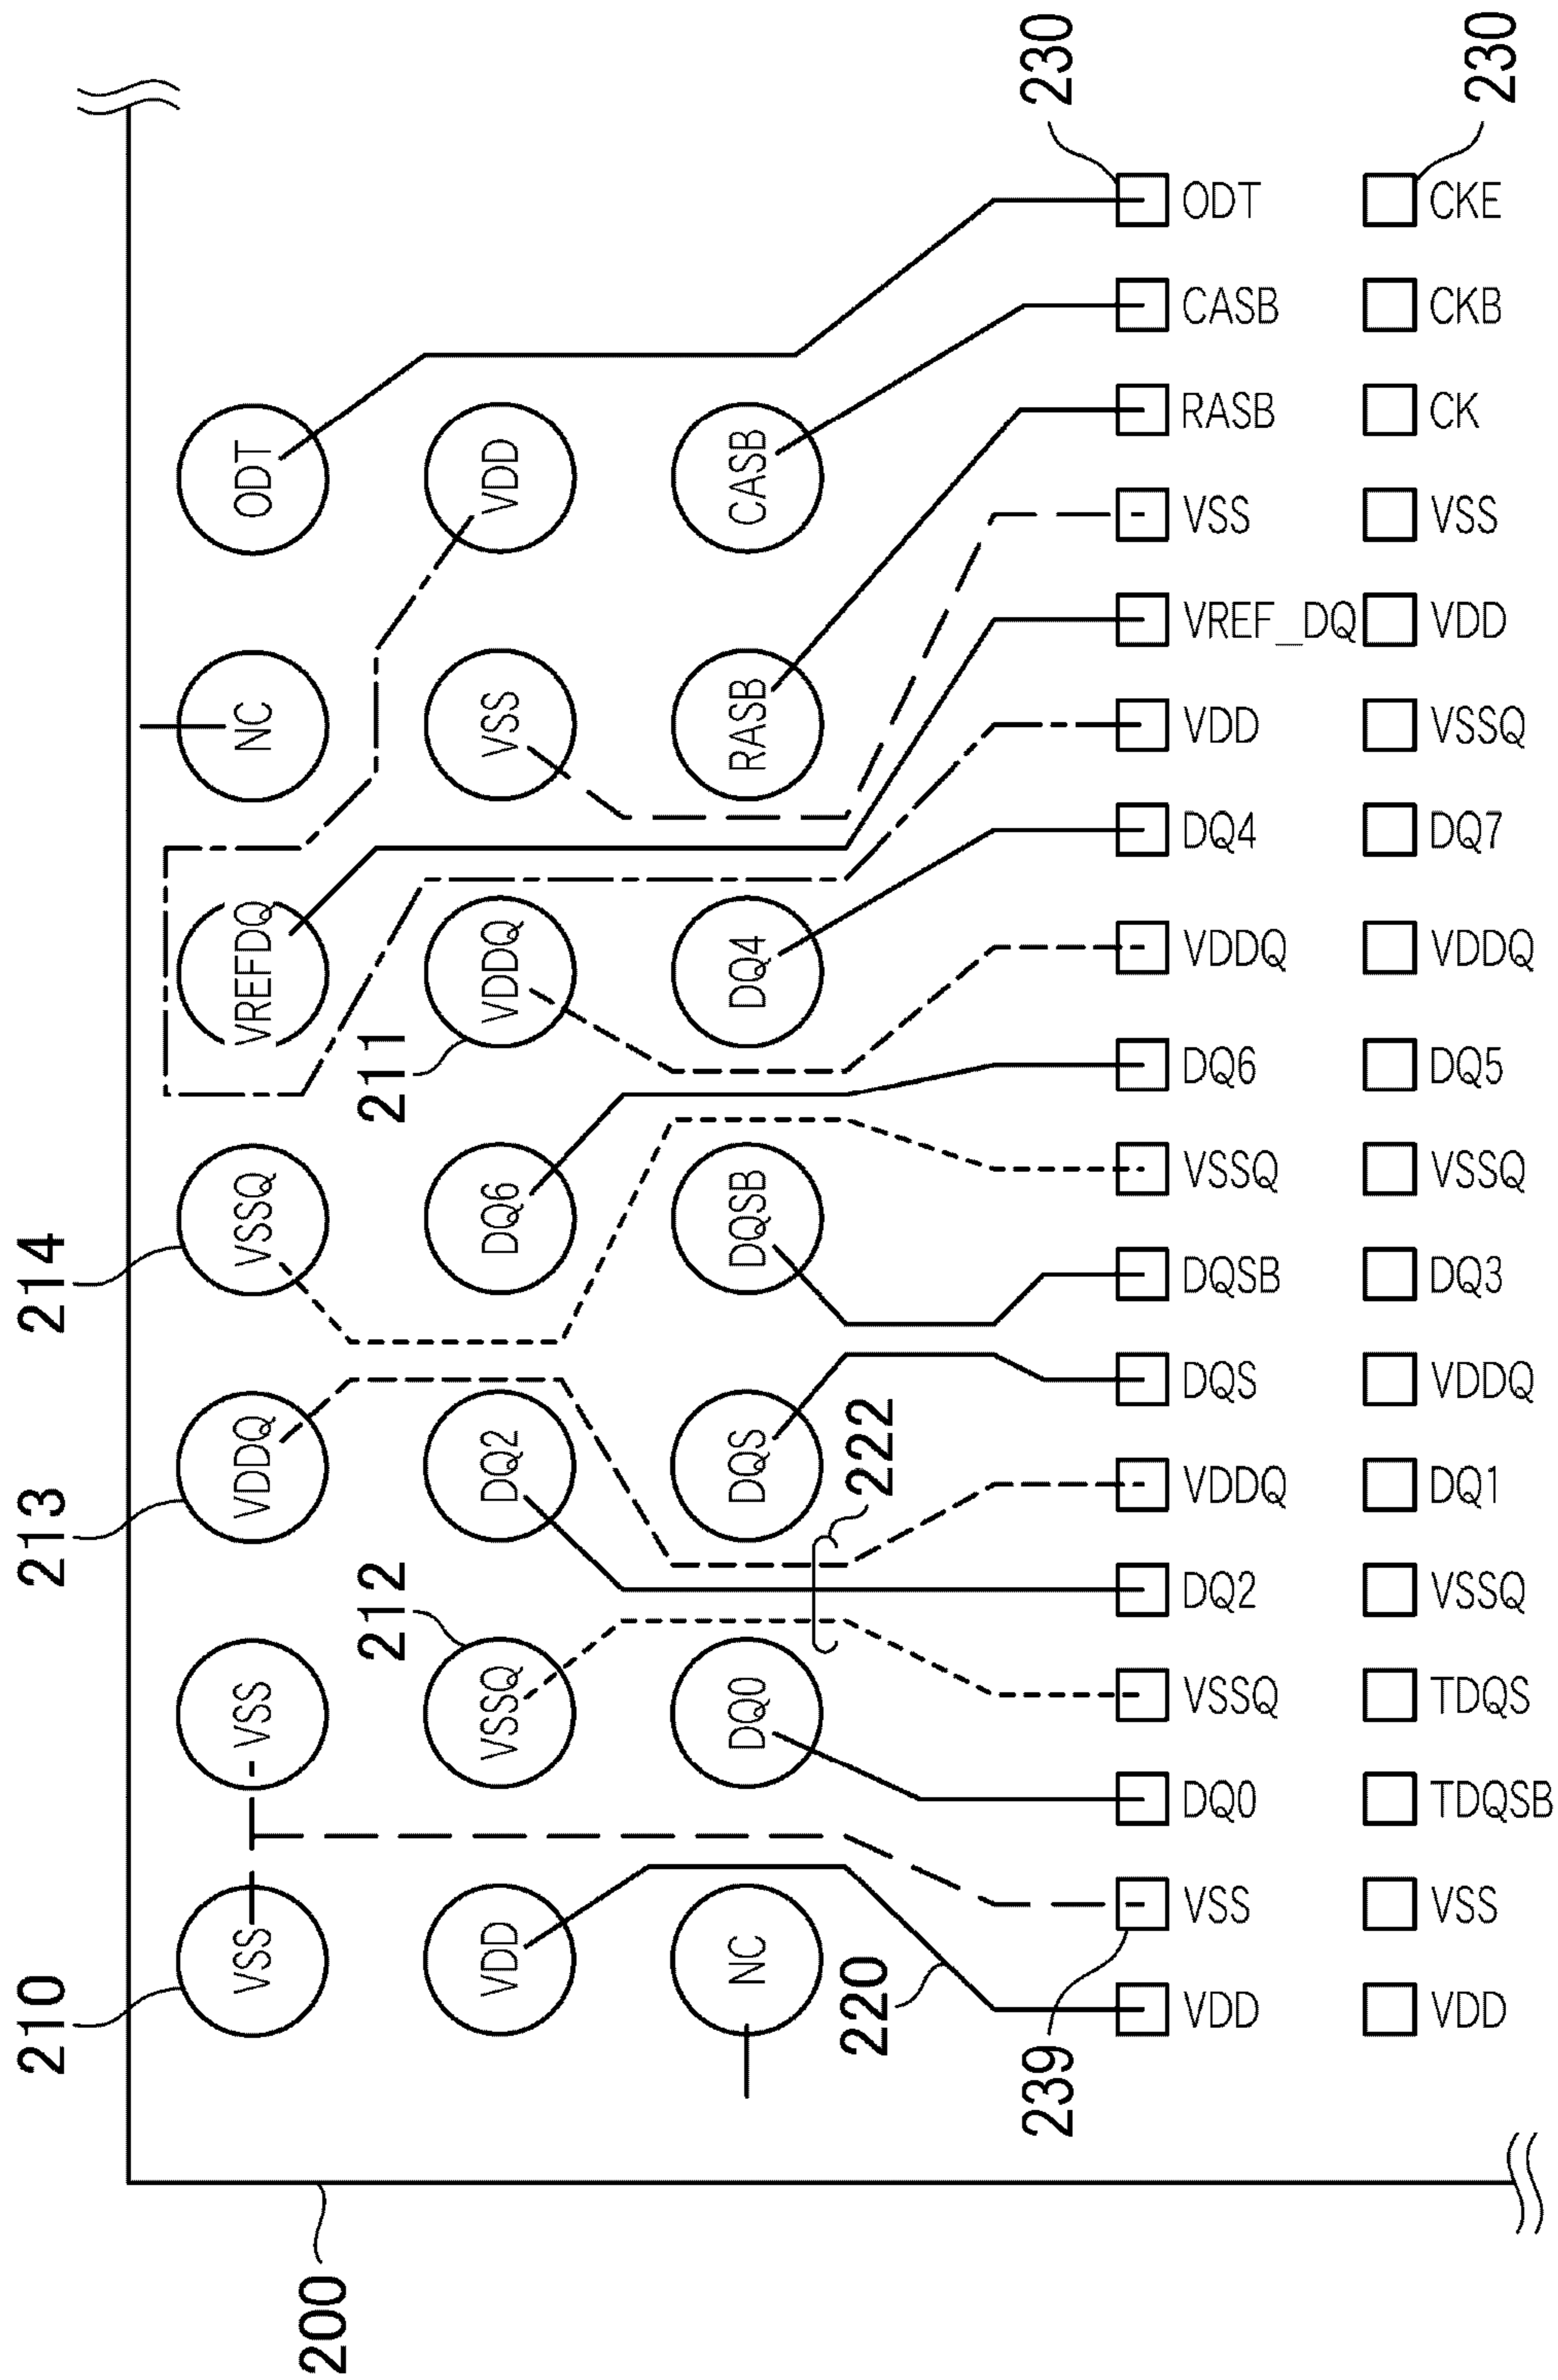 230
230
ODT
CKE
CASB
CKB
RASB
CK
VSS
VSS
VREF_DQ
VDD
VDD
VSSQ
DQ4
DQ7
VDDQ
VDDQ
DQ6
DQ5
VSSQ
VSSQ
DQSB
DQ3
DQS
VDDQ
VDDQ
DQ1
DQ2
VSSQ
VSSQ
TDQS
DQ0
TDQSB
VSS
VSS
VDD
VDD
ODT
VDD
CASB
NC
VSS
RASB
VREFDQ
VDDQ
DQ4
211
214
VSSQ
DQ6
DQSB
213
VDDQ
DQ2
DQS
222
212
VSS
VSSQ
DQ0
210
VSS
VDD
NC
220
239
200